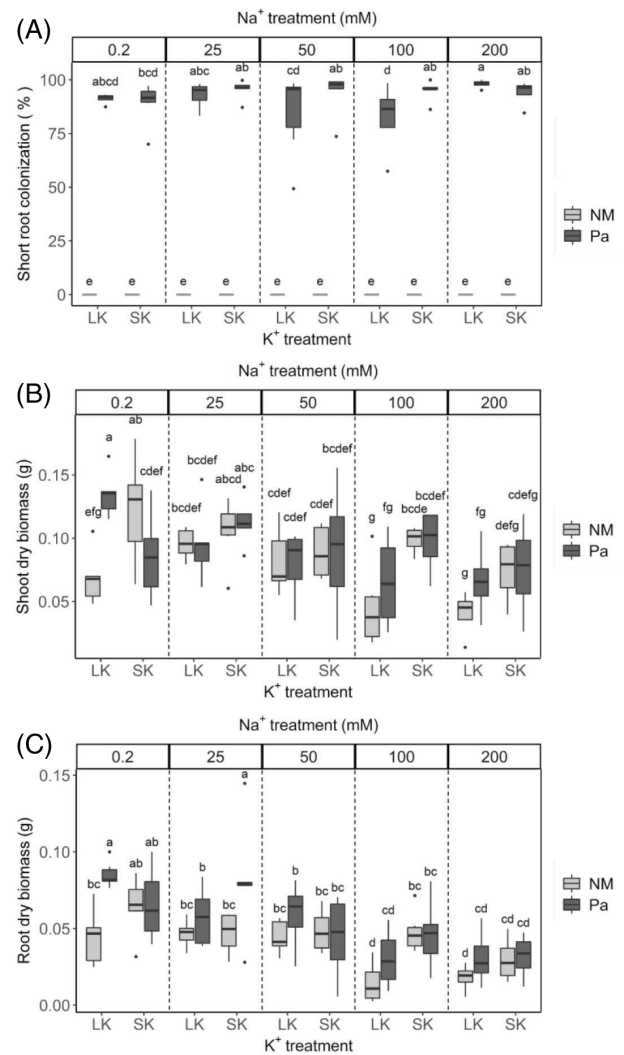 (A)
Na+ treatment (mM)
0.2 25 50 100 200
abcd bcd abc ab cd ab d ab a ab
100
75
50
25
0
e e e e e e e e e e
Short root colonization ( % )
LK SK LK SK LK SK LK SK LK SK
K+ treatment
NM
Pa
(B)
Na+ treatment (mM)
0.2 25 50 100 200
efg a ab cdef bcdef bcdef abcd abc cdef cdef bcdef bcdef g fg bcde bcdef g fg defg cdefg
0.15
0.10
0.05
Shoot dry biomass (g)
LK SK LK SK LK SK LK SK LK SK
K+ treatment
NM
Pa
(C)
Na+ treatment (mM)
0.2 25 50 100 200
bc a ab ab bc b bc a bc b bc bc d cd bc bc d cd cd cd
0.15
0.10
0.05
0.00
Root dry biomass (g)
LK SK LK SK LK SK LK SK LK SK
K+ treatment
NM
Pa